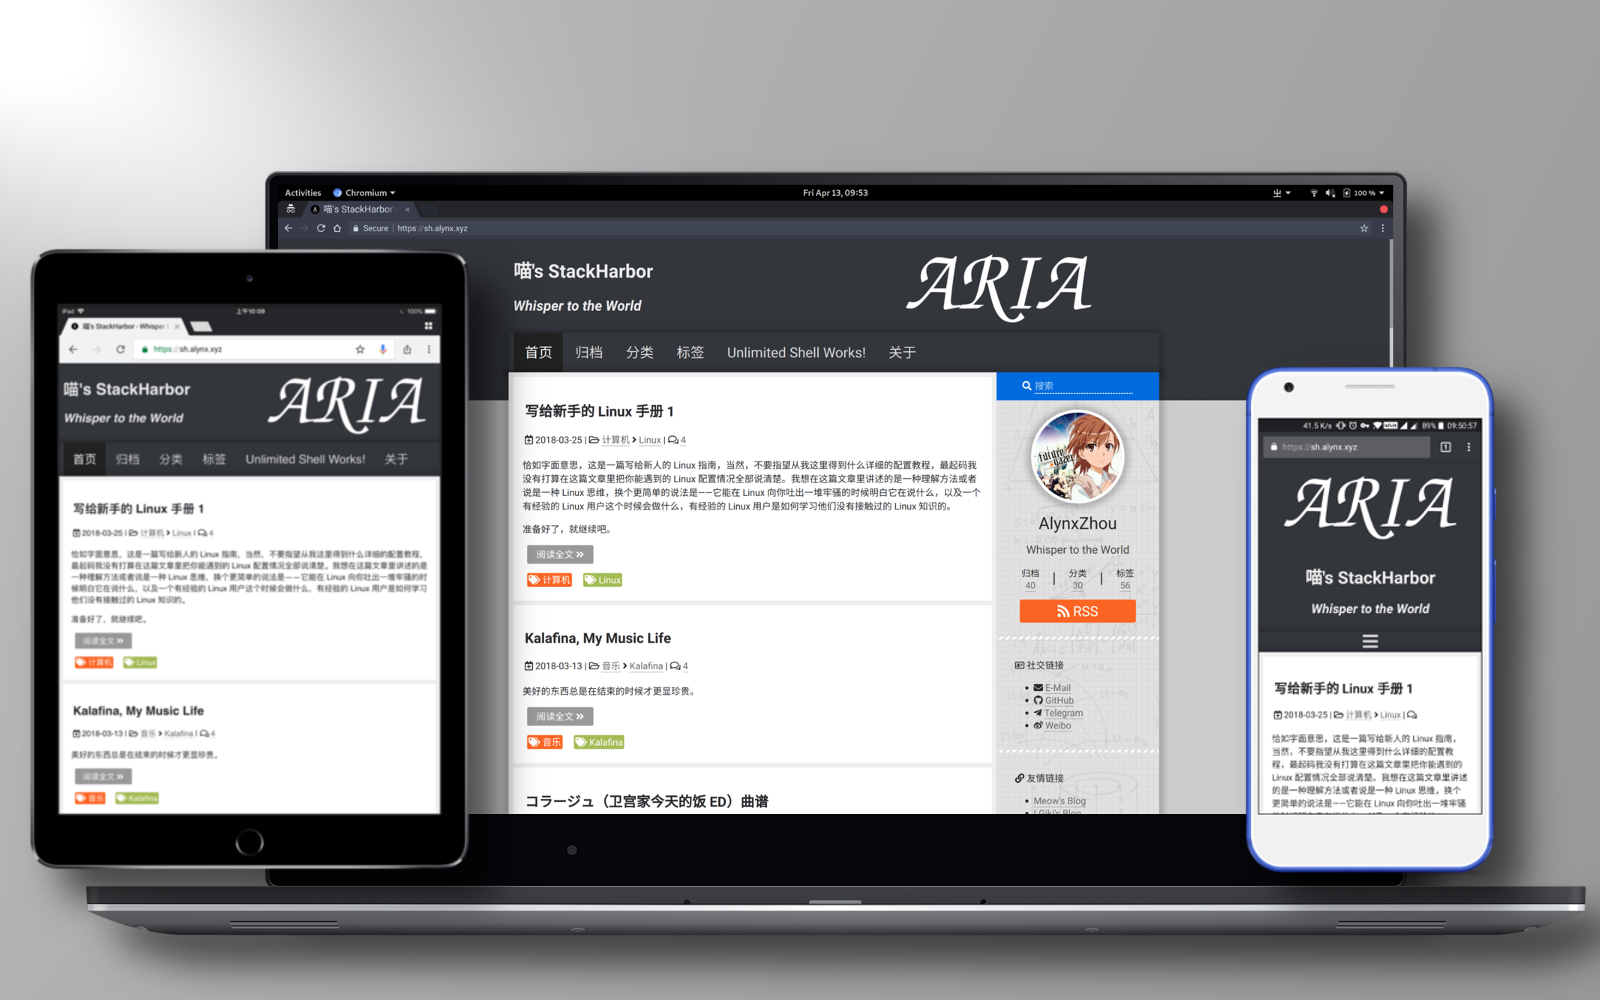 Activities Chromium Fri Apr 13, 09:53 100 %
喵's StackHarbor
Secure https://sh.alynx.xyz
喵's StackHarbor
Whisper to the World
ARIA
首页 归档 分类 标签 Unlimited Shell Works! 关于
写给新手的 Linux 手册 1
2018-03-25 | 计算机 Linux | 4
恰如字面意思，这是一篇写给新人的 Linux 指南，当然，不要指望从我这里得到什么详细的配置教程，最起码我
没有打算在这篇文章里把你能遇到的 Linux 配置情况全部说清楚。我想在这篇文章里讲述的是一种理解方法或者
说是一种 Linux 思维，换个更简单的说法是——它能在 Linux 向你吐出一堆牢骚的时候明白它在说什么，以及一个
有经验的 Linux 用户这个时候会做什么，有经验的 Linux 用户是如何学习他们没有接触过的 Linux 知识的。
准备好了，就继续吧。
阅读全文
计算机 Linux
Kalafina, My Music Life
2018-03-13 | 音乐 Kalafina | 4
美好的东西总是在结束的时候才更显珍贵。
阅读全文
音乐 Kalafina
コラージュ（卫宫家今天的饭 ED）曲谱
搜索
future gazer
AlynxZhou
Whisper to the World
归档 | 分类 | 标签
40 30 56
RSS
社交链接
E-Mail
GitHub
Telegram
Weibo
友情链接
Meow's Blog
iPad 上午10:09 100%
喵's StackHarbor - Whisper
https://sh.alynx.xyz
喵's StackHarbor
Whisper to the World
ARIA
首页 归档 分类 标签 Unlimited Shell Works! 关于
写给新手的 Linux 手册 1
2018-03-25 | 计算机 Linux | 4
恰如字面意思，这是一篇写给新人的 Linux 指南，当然，不要指望从我这里得到什么详细的配置教程，
最起码我没有打算在这篇文章里把你能遇到的 Linux 配置情况全部说清楚。我想在这篇文章里讲述的是
一种理解方法或者说是一种 Linux 思维，换个更简单的说法是——它能在 Linux 向你吐出一堆牢骚的时
候明白它在说什么，以及一个有经验的 Linux 用户这个时候会做什么，有经验的 Linux 用户是如何学习
他们没有接触过的 Linux 知识的。
准备好了，就继续吧。
阅读全文
计算机 Linux
Kalafina, My Music Life
2018-03-13 | 音乐 Kalafina | 4
美好的东西总是在结束的时候才更显珍贵。
阅读全文
音乐 Kalafina
41.5 K/s 89% 09:50:57
https://sh.alynx.xyz 1
ARIA
喵's StackHarbor
Whisper to the World
写给新手的 Linux 手册 1
2018-03-25 | 计算机 Linux |
恰如字面意思，这是一篇写给新人的 Linux 指南，
当然，不要指望从我这里得到什么详细的配置教
程，最起码我没有打算在这篇文章里把你能遇到的
Linux 配置情况全部说清楚。我想在这篇文章里讲述
的是一种理解方法或者说是一种 Linux 思维，换个更
简单的说法是——它能在 Linux 向你吐出一堆牢骚